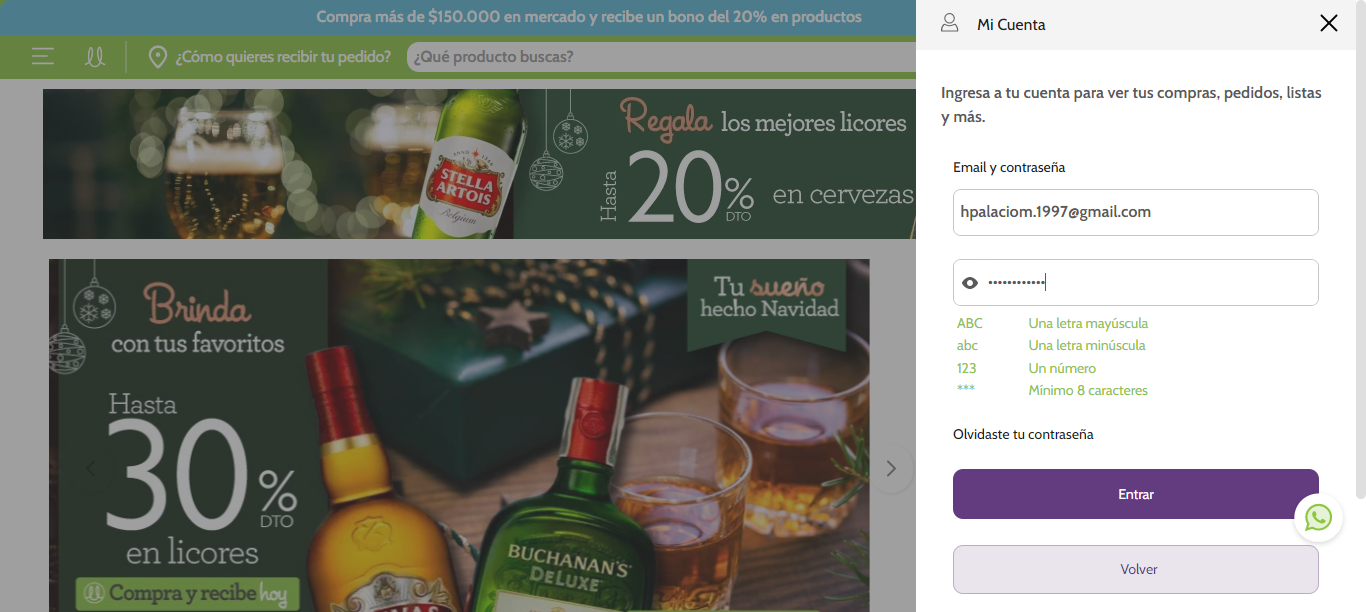 Compra más de $150.000 en mercado y recibe un bono del 20% en productos
¿Cómo quieres recibir tu pedido?
¿Qué producto buscas?
Regala los mejores licores
Hasta 20% DTO en cervezas
STELLA
ARTOIS
Belgium
Brinda
con tus favoritos
Hasta
30% DTO
en licores
Compra y recibe hoy
Tu sueño
hecho Navidad
BUCHANAN'S
DELUXE
Mi Cuenta
Ingresa a tu cuenta para ver tus compras, pedidos, listas
y más.
Email y contraseña
hpalaciom.1997@gmail.com
••••••••••••
ABC Una letra mayúscula
abc Una letra minúscula
123 Un número
*** Mínimo 8 caracteres
Olvidaste tu contraseña
Entrar
Volver